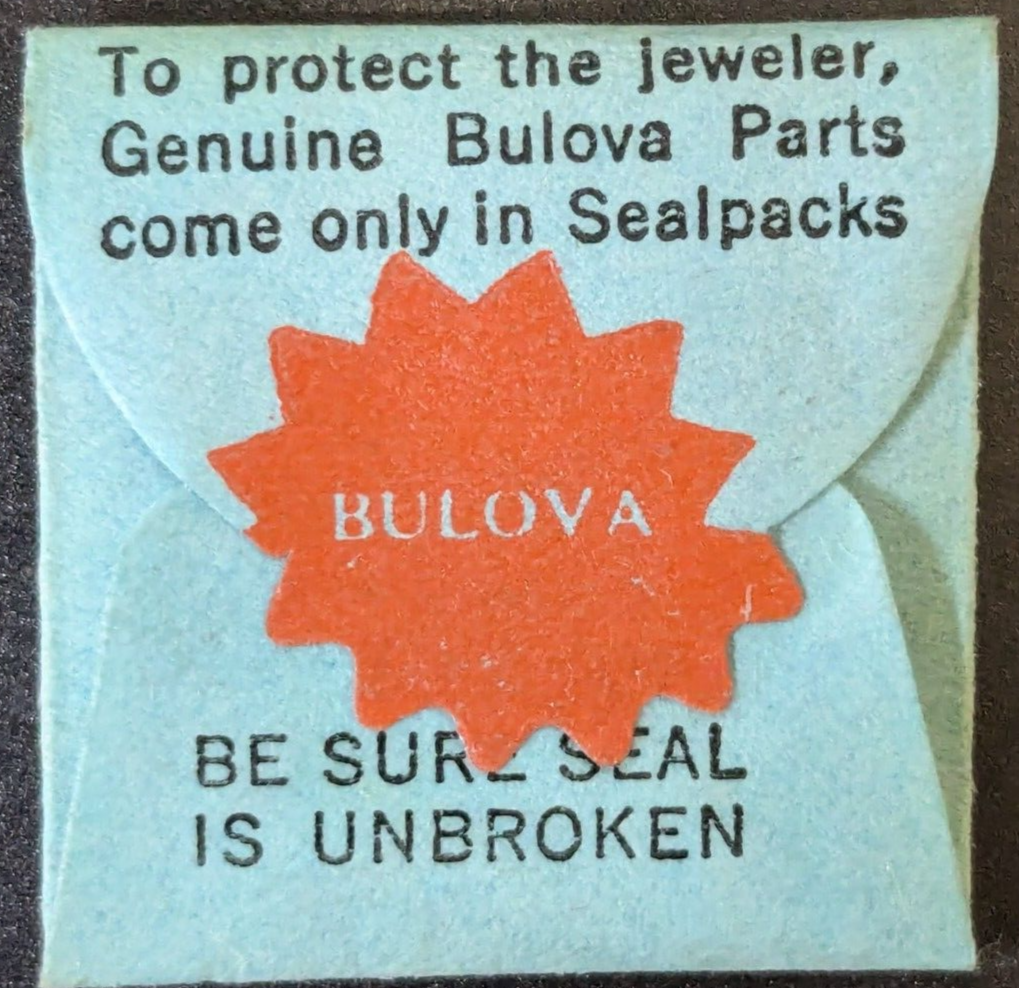 To protect the jeweler,
Genuine Bulova Parts
come only in Sealpacks
BULOVA
BE SURE SEAL
IS UNBROKEN